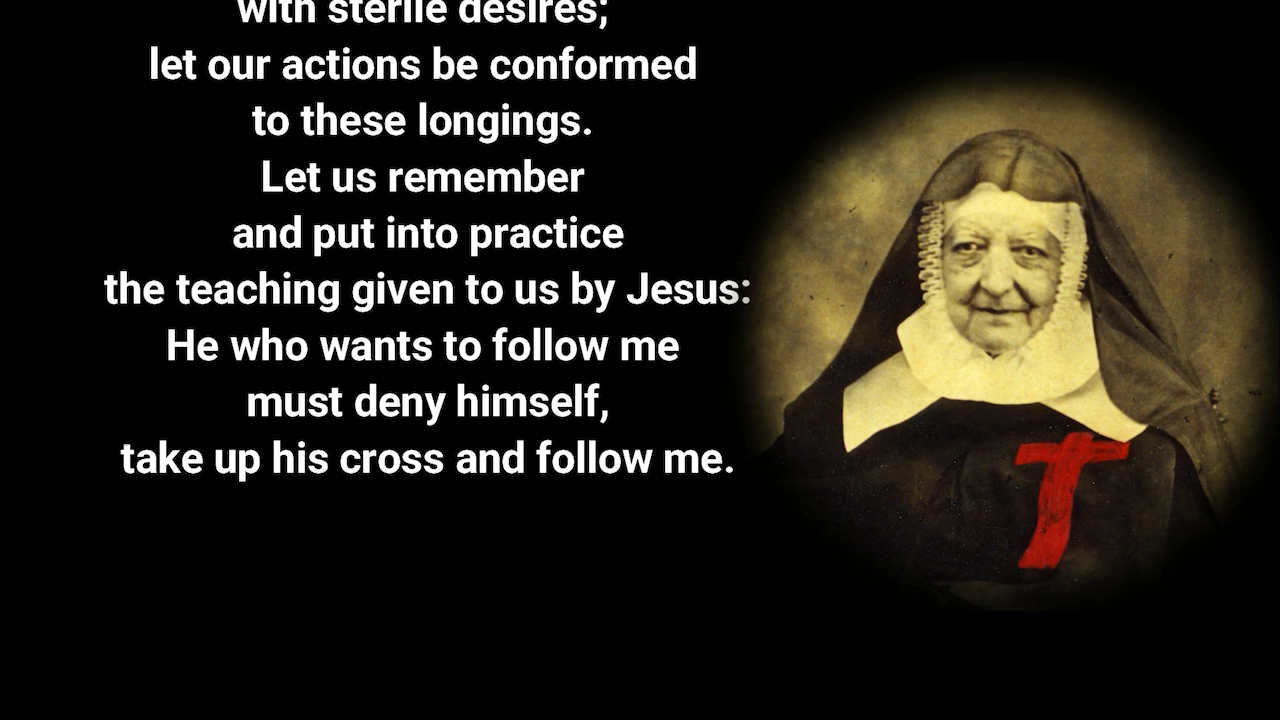 with sterile desires;
let our actions be conformed
to these longings.
Let us remember
and put into practice
the teaching given to us by Jesus:
He who wants to follow me
must deny himself,
take up his cross and follow me.